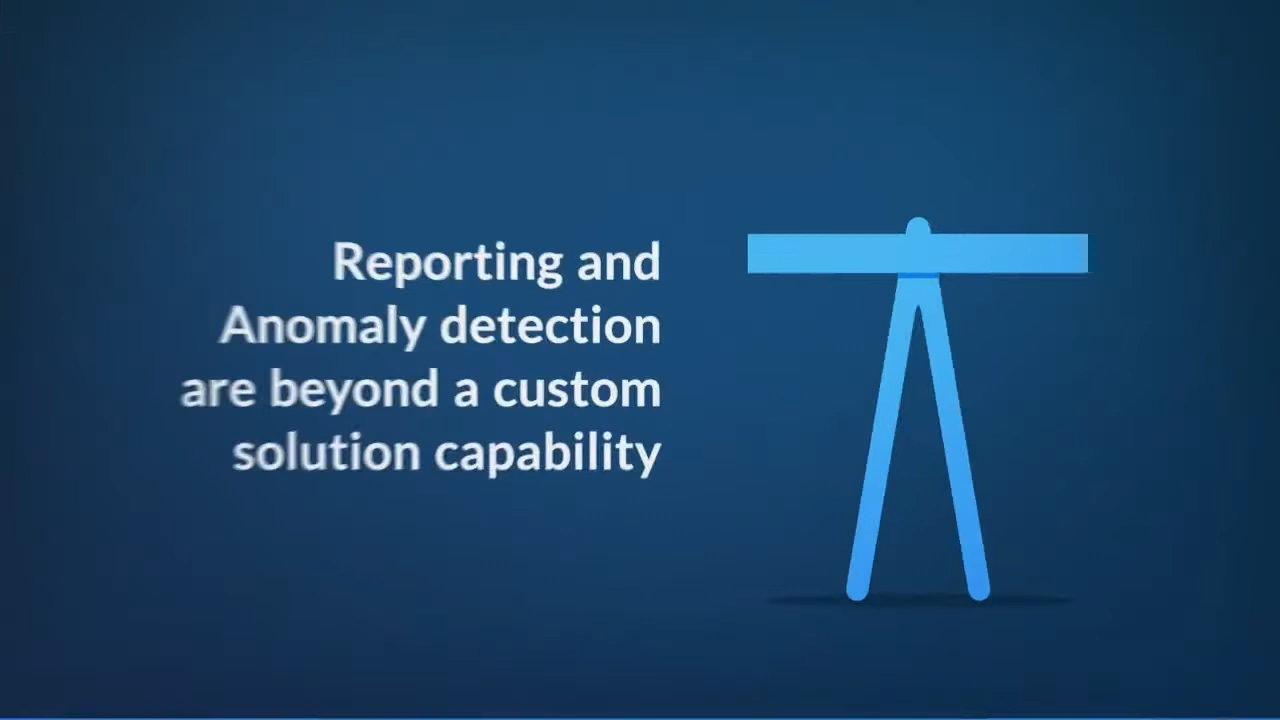 Reporting and
Anomaly detection
are beyond a custom
solution capability